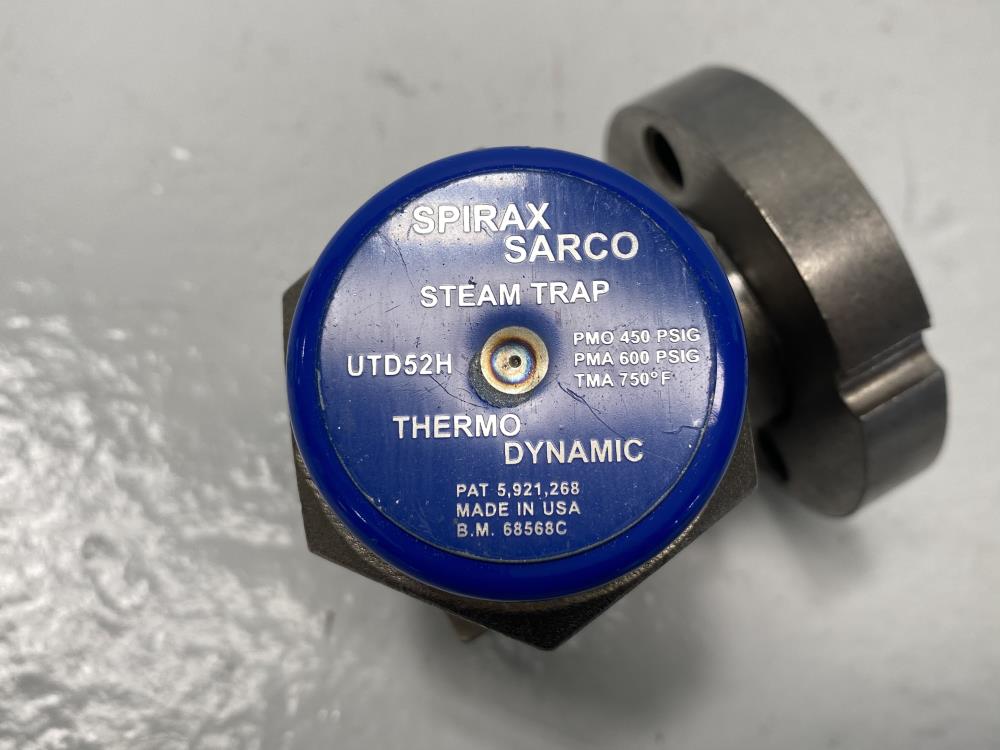 SPIRAX
SARCO
STEAM TRAP
UTD52H
PMO 450 PSIG
PMA 600 PSIG
TMA 750°F
THERMO
DYNAMIC
PAT 5,921,268
MADE IN USA
B.M. 68568C